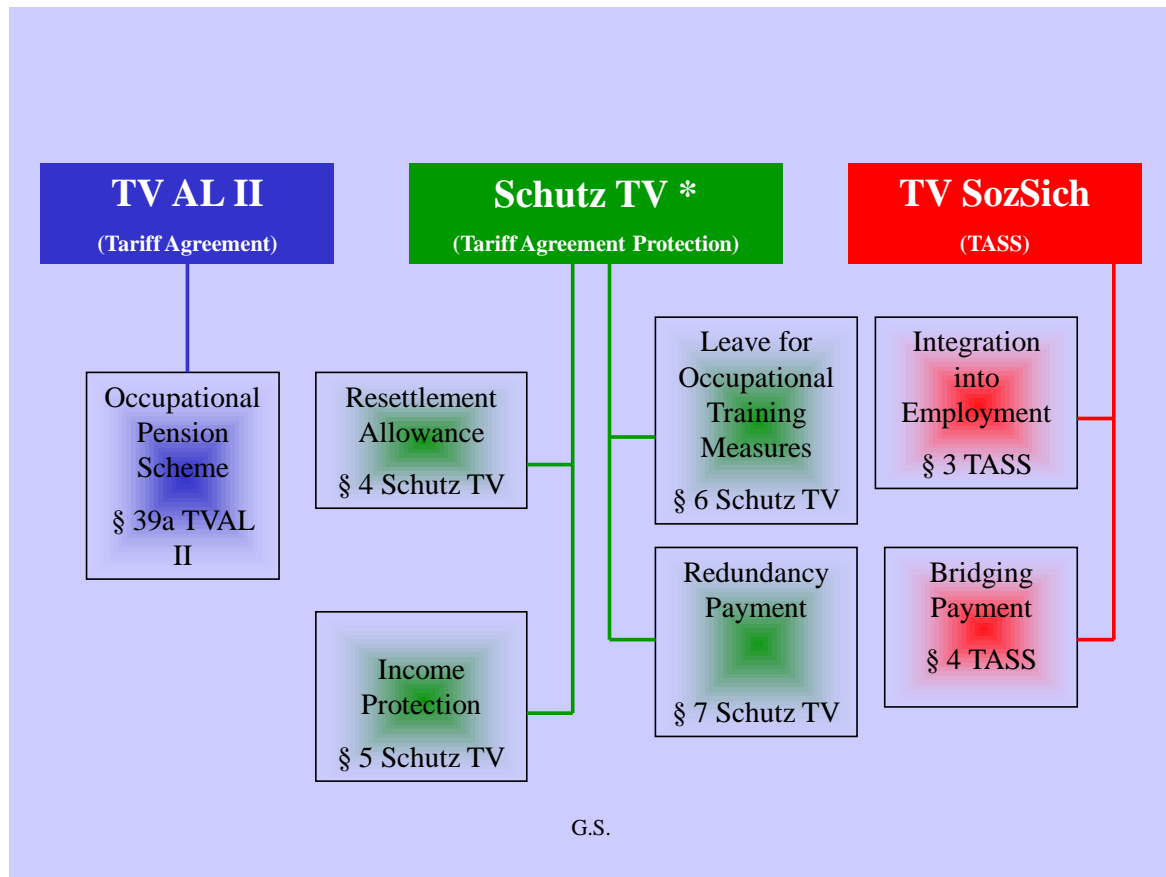 TV AL II
(Tariff Agreement)
Schutz TV *
(Tariff Agreement Protection)
TV SozSich
(TASS)
Occupational
Pension
Scheme
§ 39a TVAL
II
Resettlement
Allowance
§ 4 Schutz TV
Income
Protection
§ 5 Schutz TV
Leave for
Occupational
Training
Measures
§ 6 Schutz TV
Redundancy
Payment
§ 7 Schutz TV
Integration
into
Employment
§ 3 TASS
Bridging
Payment
§ 4 TASS
G.S.